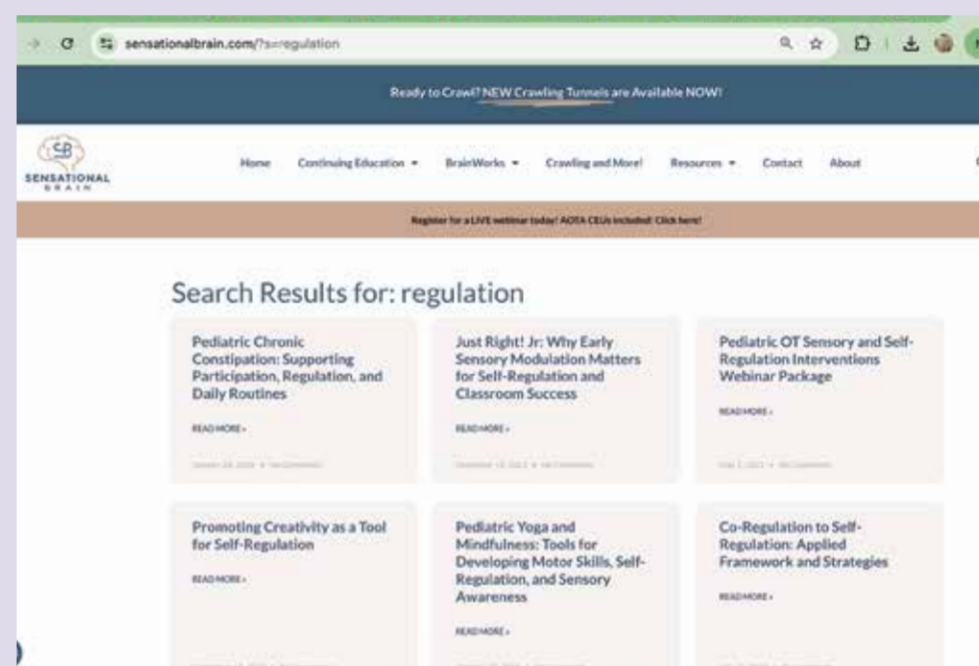 sensationalbrain.com/?s=regulation
Ready to Crawl? NEW Crawling Tunnels are Available NOW!
SB
SENSATIONAL
BRAIN
Home Continuing Education BrainWorks Crawling and More! Resources Contact About
Register for a LIVE webinar today! AOTA CEUs included! Click here!
Search Results for: regulation
Pediatric Chronic
Constipation: Supporting
Participation, Regulation, and
Daily Routines
READ MORE »
Just Right! Jr: Why Early
Sensory Modulation Matters
for Self-Regulation and
Classroom Success
READ MORE »
Pediatric OT Sensory and Self-
Regulation Interventions
Webinar Package
READ MORE »
Promoting Creativity as a Tool
for Self-Regulation
READ MORE »
Pediatric Yoga and
Mindfulness: Tools for
Developing Motor Skills, Self-
Regulation, and Sensory
Awareness
READ MORE »
Co-Regulation to Self-
Regulation: Applied
Framework and Strategies
READ MORE »